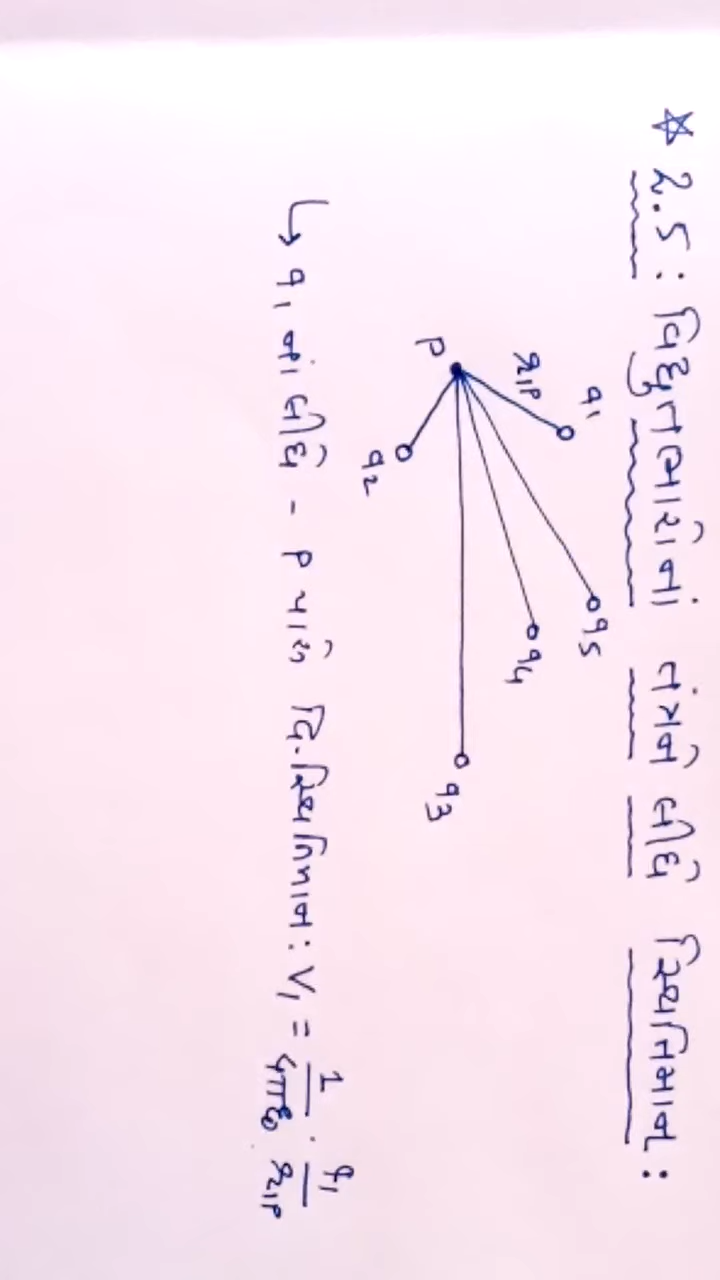 ☆ 2.5 : વિદ્યુતભારોનાં તંત્રને લીધે સ્થિતિમાન :
q₁
r₁P
P
q₂
q₅
q₄
q₃
↳ q₁ નાં લીધે - P પાસે વિ.સ્થિતિમાન : V₁ = 1/4πε₀ · q₁/r₁P